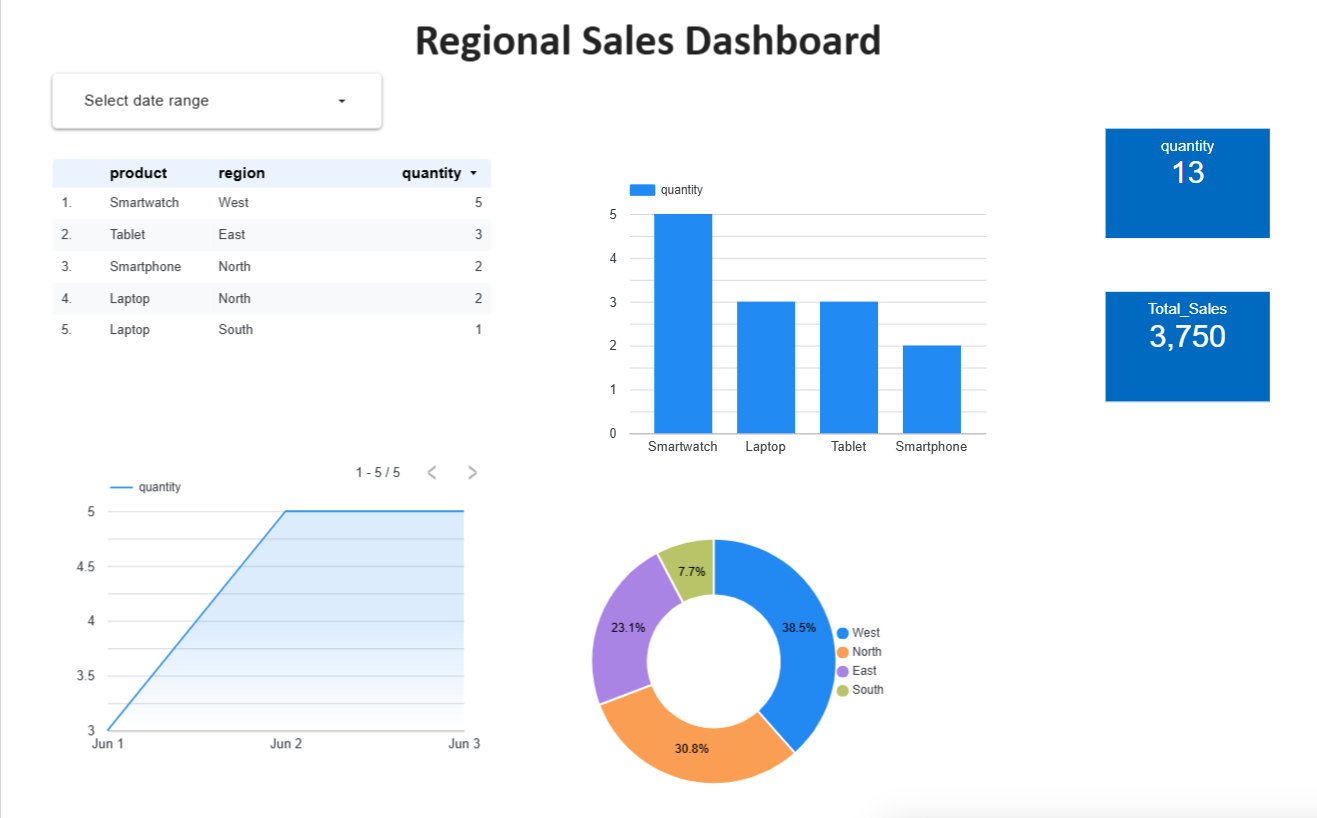 Regional Sales Dashboard
Select date range
product region quantity
1. Smartwatch West 5
2. Tablet East 3
3. Smartphone North 2
4. Laptop North 2
5. Laptop South 1
1 - 5 / 5
quantity
5
4
3
2
1
0
Smartwatch Laptop Tablet Smartphone
quantity
13
Total_Sales
3,750
quantity
5
4.5
4
3.5
3
Jun 1 Jun 2 Jun 3
7.7%
23.1%
38.5%
30.8%
West
North
East
South